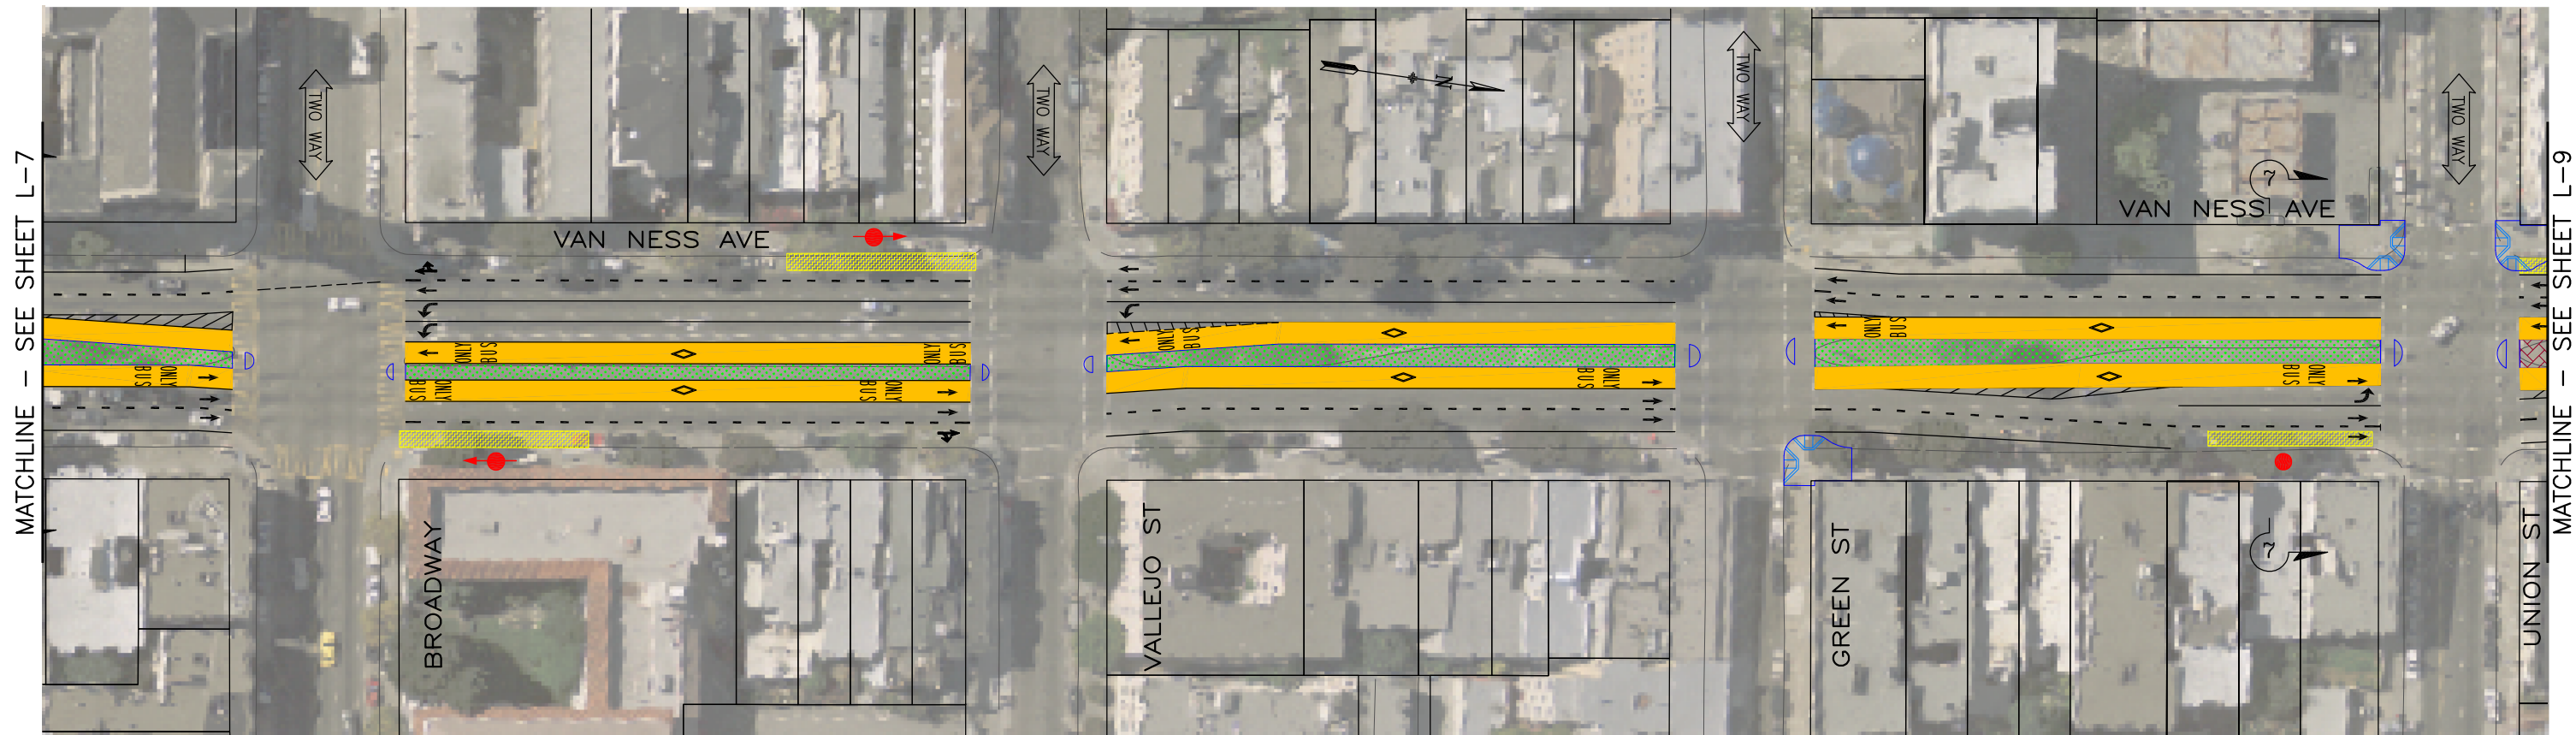 MATCHLINE – SEE SHEET L–7
TWO WAY
TWO WAY
TWO WAY
TWO WAY
N
VAN NESS AVE
VAN NESS AVE
BUS ONLY
BUS ONLY
BUS ONLY
BUS ONLY
BUS ONLY
BUS ONLY
BUS ONLY
BUS ONLY
BUS ONLY
BROADWAY
VALLEJO ST
GREEN ST
UNION ST
MATCHLINE – SEE SHEET L–9